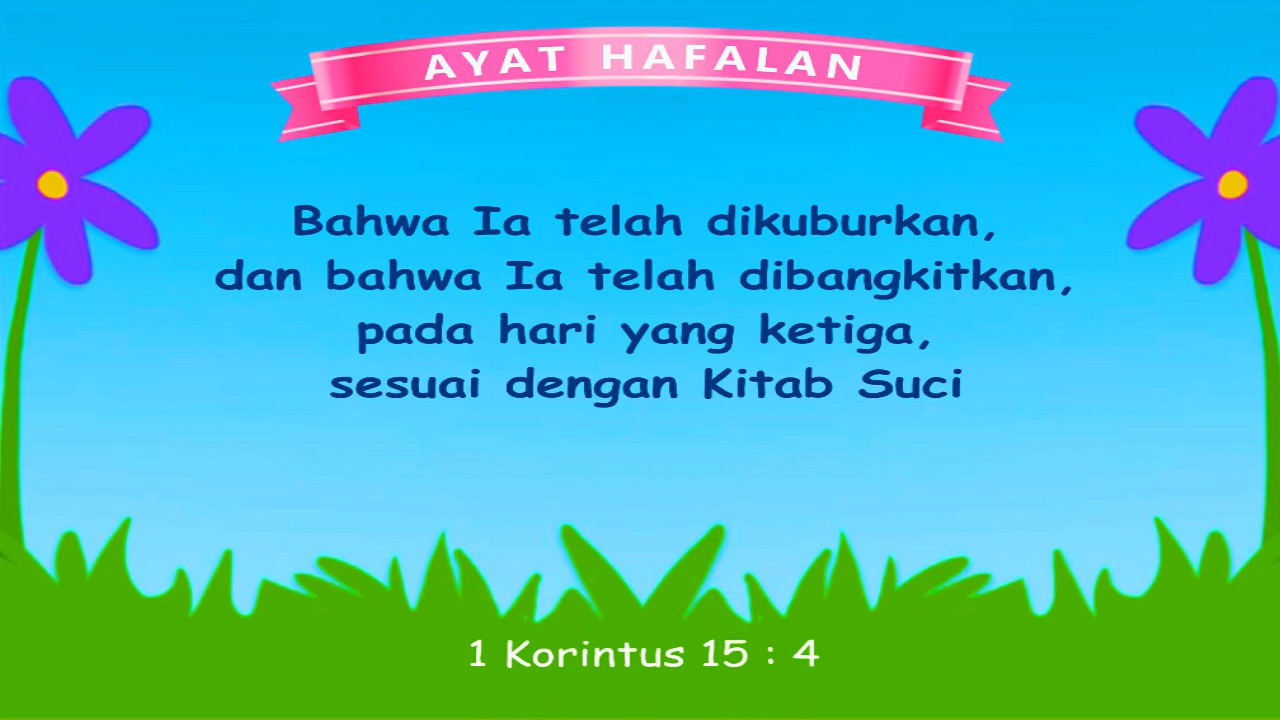 AYAT HAFALAN
Bahwa Ia telah dikuburkan,
dan bahwa Ia telah dibangkitkan,
pada hari yang ketiga,
sesuai dengan Kitab Suci
1 Korintus 15 : 4